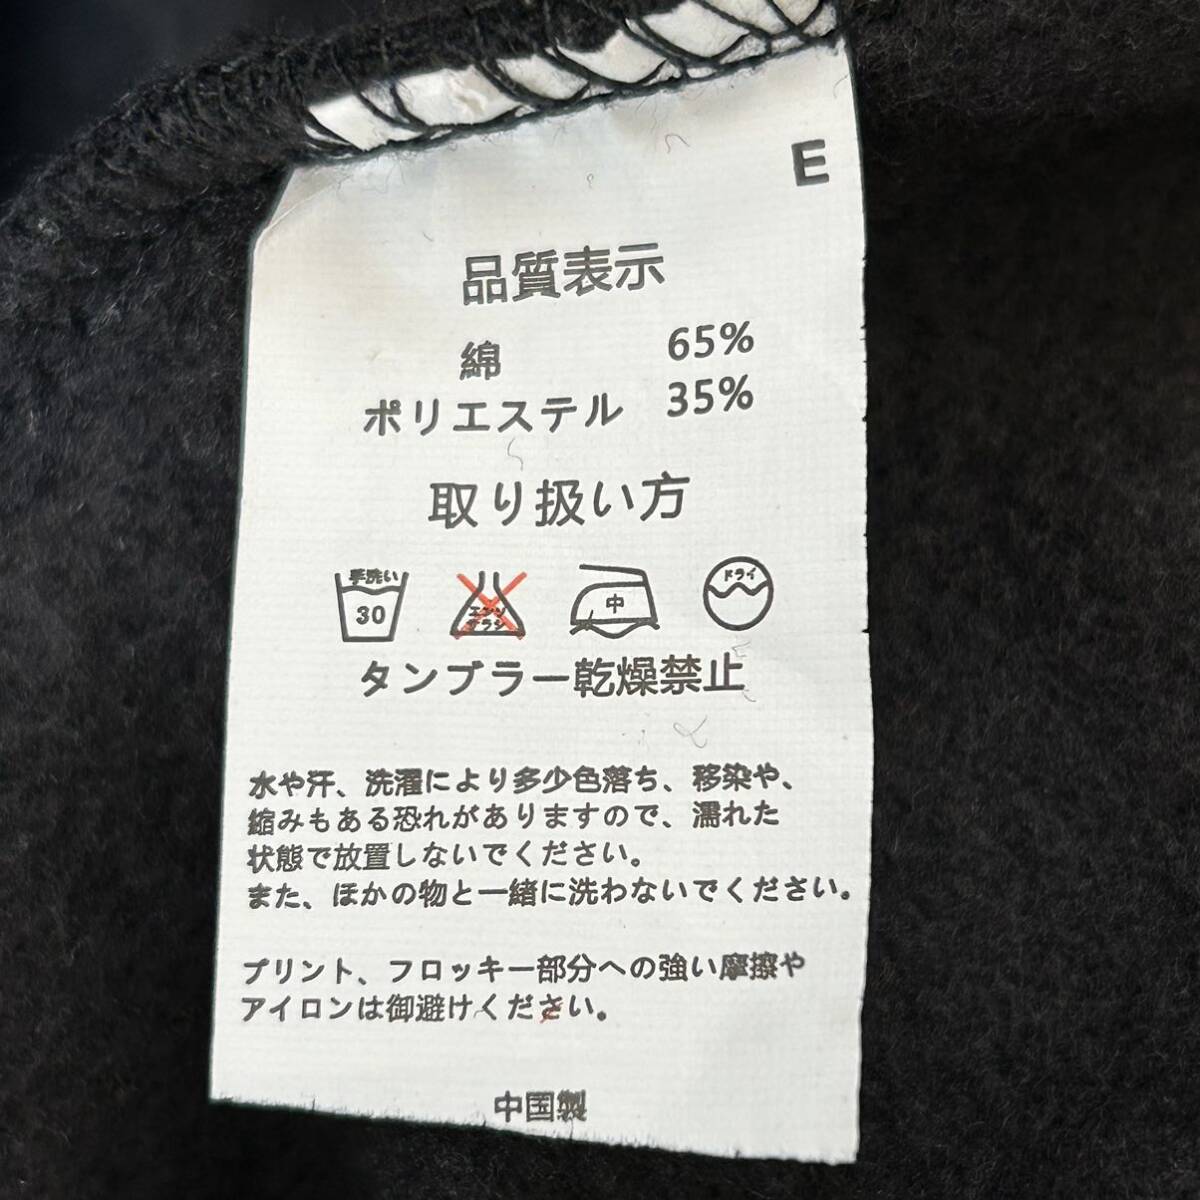 E
品質表示
綿 65%
ポリエステル 35%
取り扱い方
手洗い 30 エンソ サラシ 中 ドライ
タンブラー乾燥禁止
水や汗、洗濯により多少色落ち、移染や、
縮みもある恐れがありますので、濡れた
状態で放置しないでください。
また、ほかの物と一緒に洗わないでください。
プリント、フロッキー部分への強い摩擦や
アイロンは御避けください。
中国製